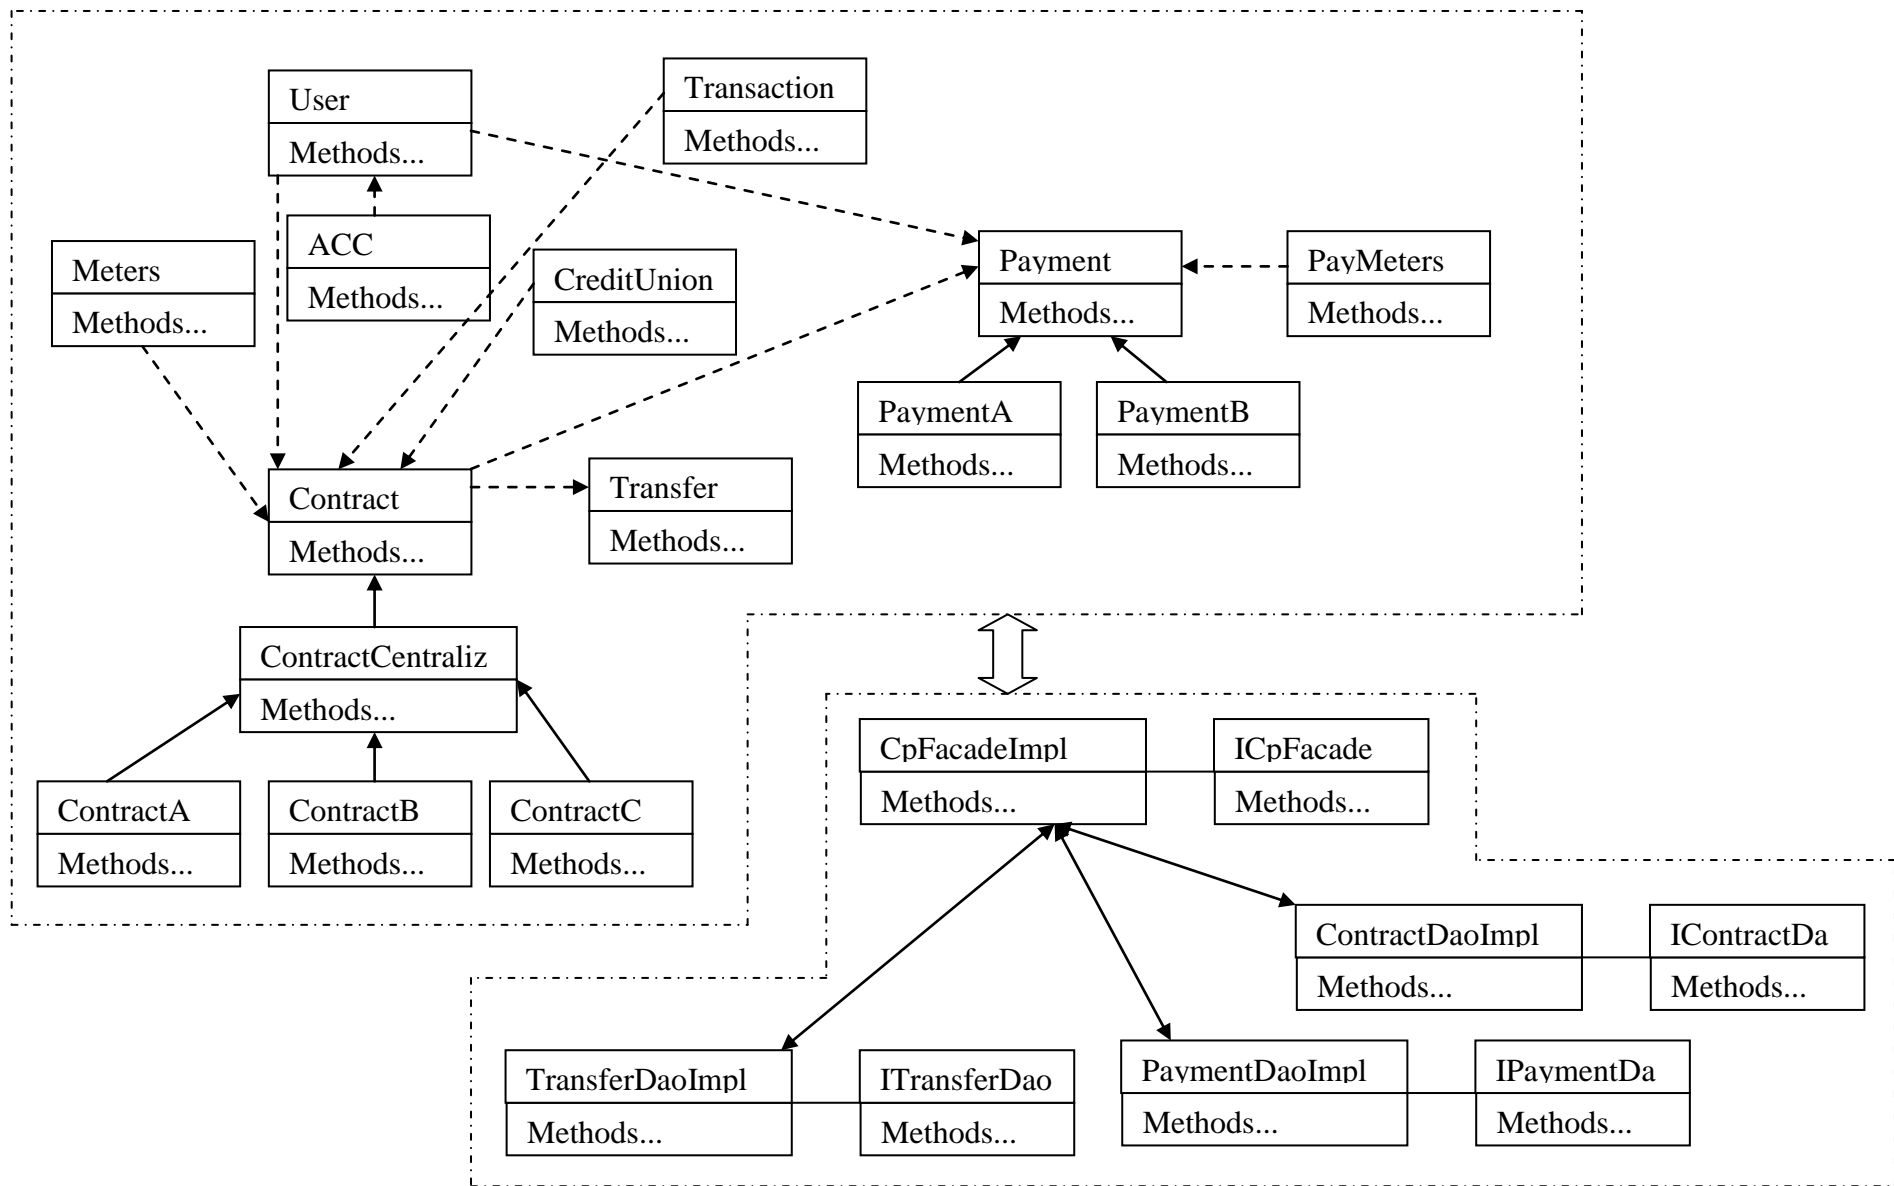 User
Methods...
Transaction
Methods...
ACC
Methods...
Meters
Methods...
CreditUnion
Methods...
Payment
Methods...
PayMeters
Methods...
PaymentA
Methods...
PaymentB
Methods...
Contract
Methods...
Transfer
Methods...
ContractCentraliz
Methods...
ContractA
Methods...
ContractB
Methods...
ContractC
Methods...
CpFacadeImpl
Methods...
ICpFacade
Methods...
ContractDaoImpl
Methods...
IContractDa
Methods...
TransferDaoImpl
Methods...
ITransferDao
Methods...
PaymentDaoImpl
Methods...
IPaymentDa
Methods...